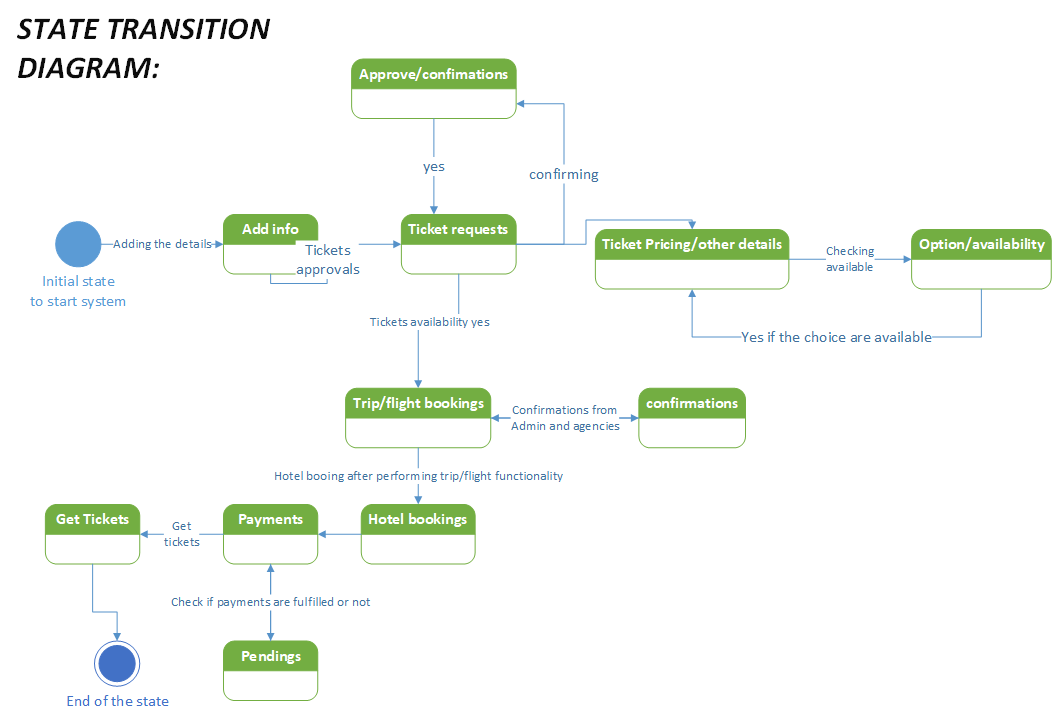 STATE TRANSITION
DIAGRAM:
Approve/confimations
yes
confirming
Add info
Ticket requests
Adding the details
Tickets
approvals
Ticket Pricing/other details
Option/availability
Checking
available
Initial state
to start system
Tickets availability yes
Yes if the choice are available
Trip/flight bookings
confirmations
Confirmations from
Admin and agencies
Hotel booing after performing trip/flight functionality
Get Tickets
Payments
Hotel bookings
Get
tickets
Check if payments are fulfilled or not
Pendings
End of the state